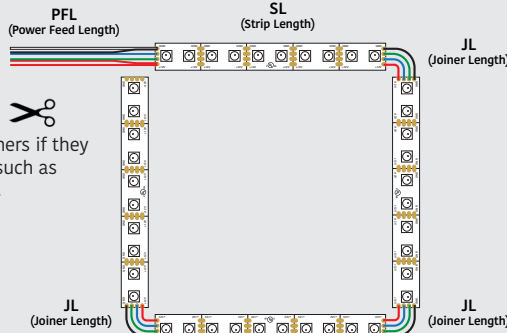 PFL
(Power Feed Length)
SL
(Strip Length)
JL
(Joiner Length)
ners if they
such as
JL
(Joiner Length)
JL
(Joiner Length)